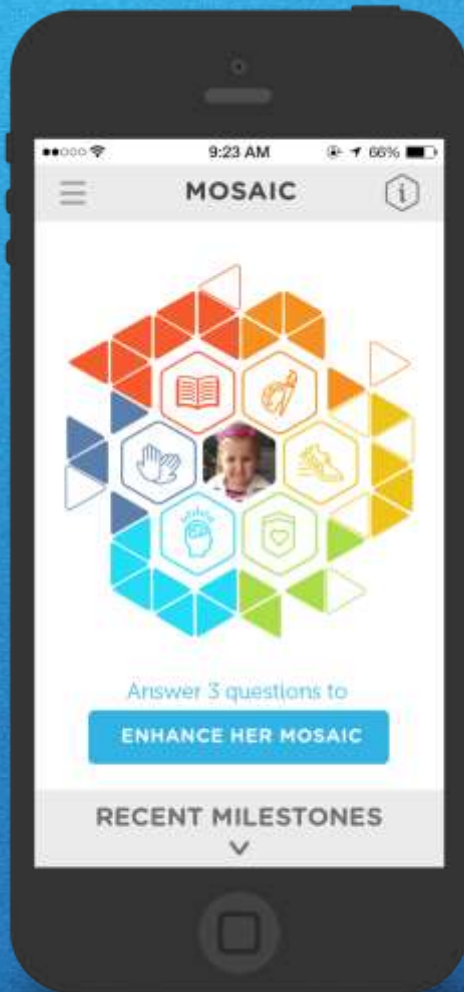 9:23 AM 66%
MOSAIC i
Answer 3 questions to
ENHANCE HER MOSAIC
RECENT MILESTONES